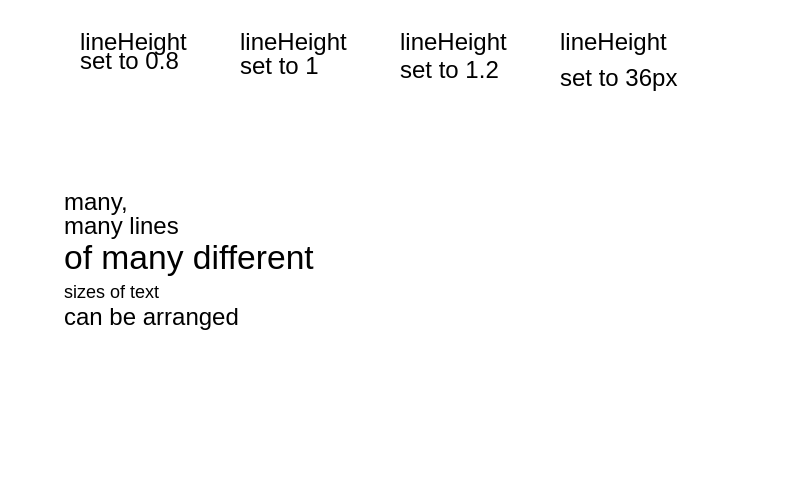 lineHeight
set to 0.8
lineHeight
set to 1
lineHeight
set to 1.2
lineHeight
set to 36px
many,
many lines
of many different
sizes of text
can be arranged